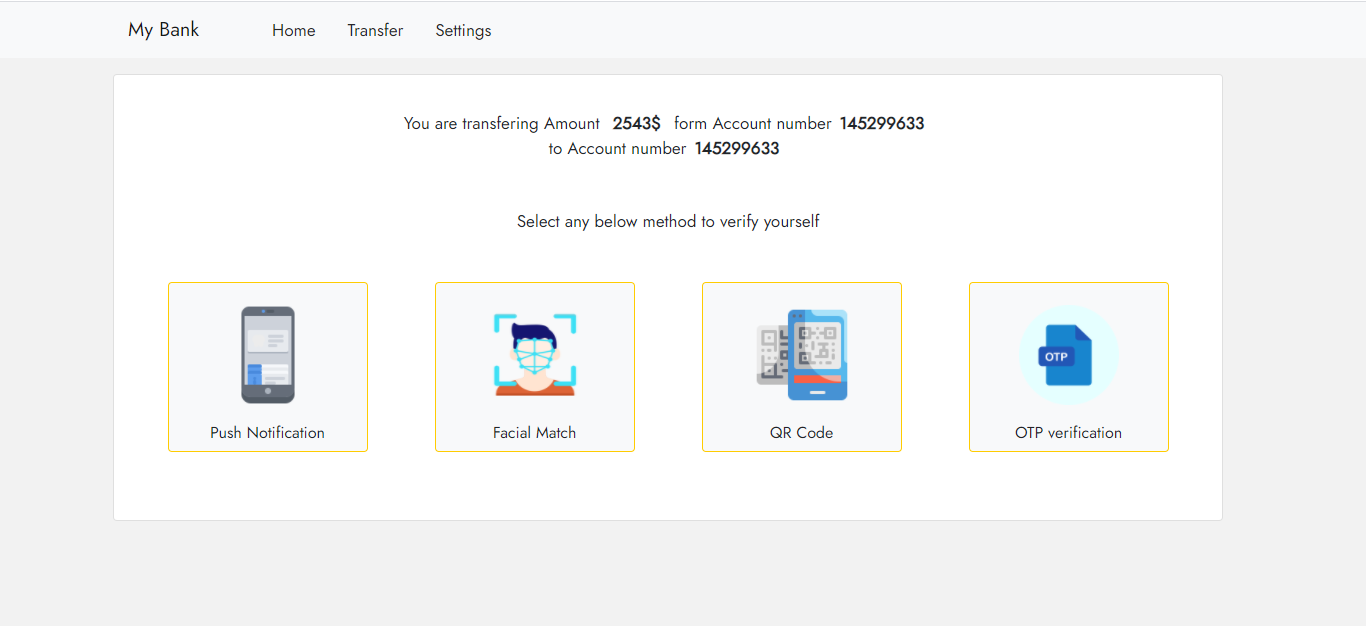 My Bank Home Transfer Settings
You are transfering Amount 2543$ form Account number 145299633
to Account number 145299633
Select any below method to verify yourself
OTP
Push Notification Facial Match QR Code OTP verification